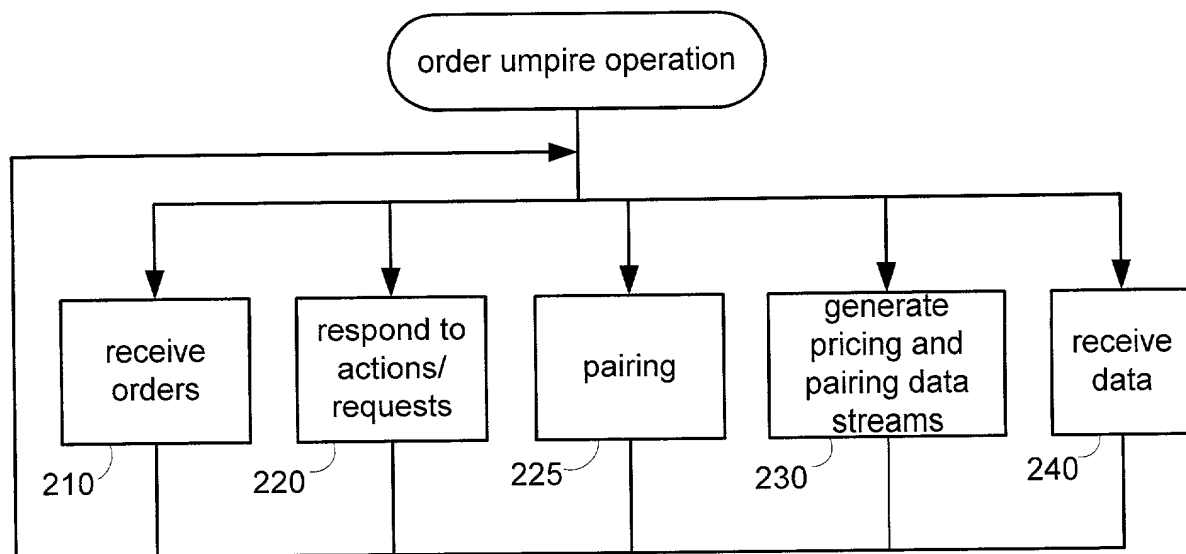 order umpire operation
receive
orders
210
respond to
actions/
requests
220
pairing
225
generate
pricing and
pairing data
streams
230
receive
data
240